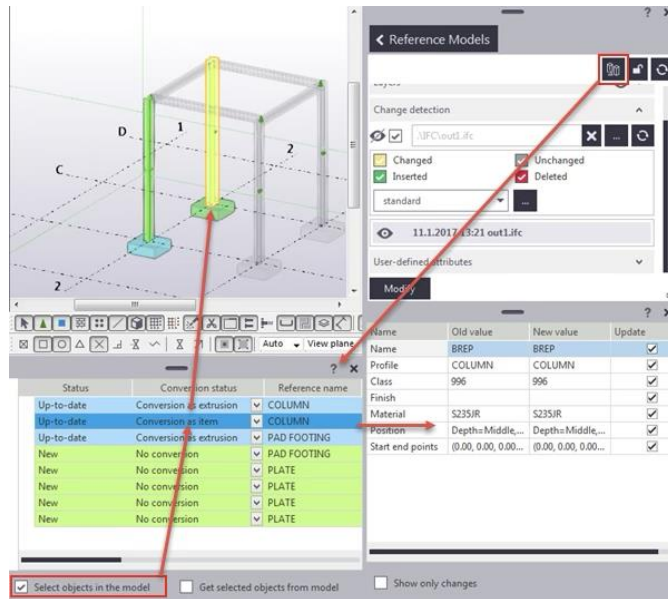 ? x
Reference Models
Layers
Change detection
.\IFC\out1.ifc
...
Changed
Unchanged
Inserted
Deleted
standard
...
11.1.2017 13:21 out1.ifc
User-defined attributes
Modify
D
1
2
C
2
Auto
View plane
? x
Status Conversion status Reference name
Up-to-date Conversion as extrusion COLUMN
Up-to-date Conversion as item COLUMN
Up-to-date Conversion as extrusion PAD FOOTING
New No conversion PAD FOOTING
New No conversion PLATE
New No conversion PLATE
New No conversion PLATE
New No conversion PLATE
Select objects in the model
Get selected objects from model
? x
Name Old value New value Update
Name BREP BREP
Profile COLUMN COLUMN
Class 996 996
Finish
Material S235JR S235JR
Position Depth=Middle,... Depth=Middle,...
Start end points (0.00, 0.00, 0.00... (0.00, 0.00, 0.00...
Show only changes